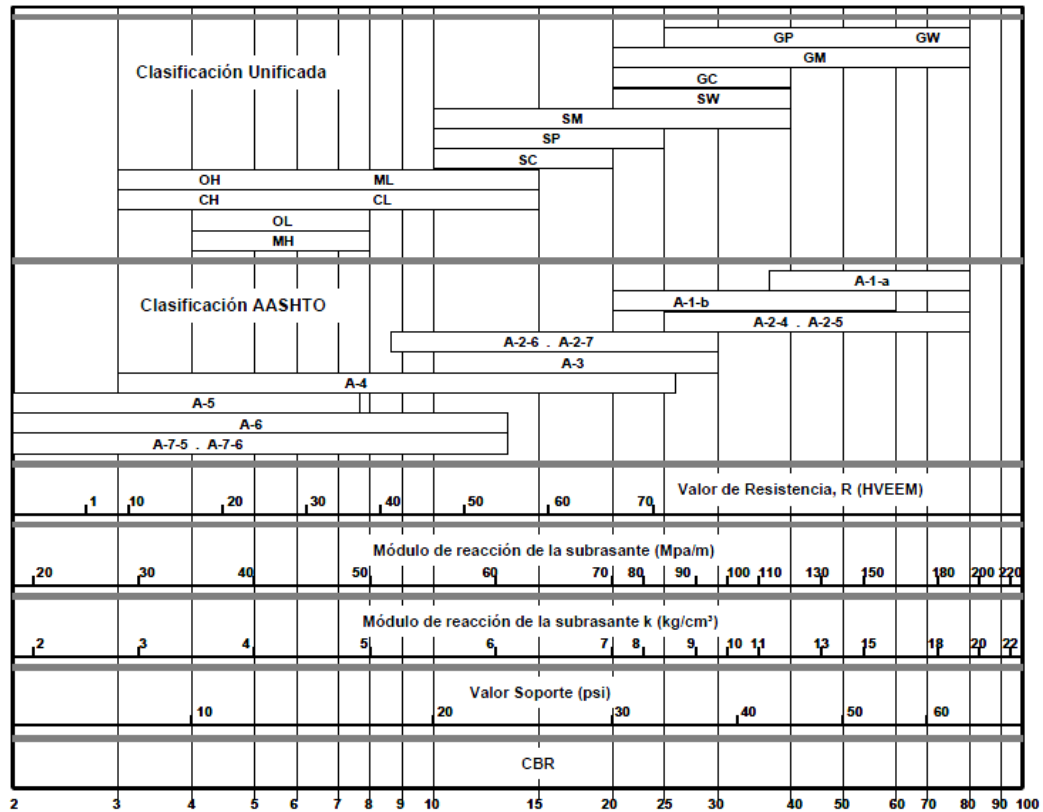 GP GW
GM
Clasificación Unificada
GC
SW
SM
SP
SC
OH ML
CH CL
OL
MH
A-1-a
Clasificación AASHTO
A-1-b
A-2-4 . A-2-5
A-2-6 . A-2-7
A-3
A-4
A-5
A-6
A-7-5 . A-7-6
Valor de Resistencia, R (HVEEM)
1 10 20 30 40 50 60 70
Módulo de reacción de la subrasante (Mpa/m)
20 30 40 50 60 70 80 90 100 110 130 150 180 200 220
Módulo de reacción de la subrasante k (kg/cm³)
2 3 4 5 6 7 8 9 10 11 13 15 18 20 22
Valor Soporte (psi)
10 20 30 40 50 60
CBR
2 3 4 5 6 7 8 9 10 15 20 25 30 40 50 60 70 80 90 100